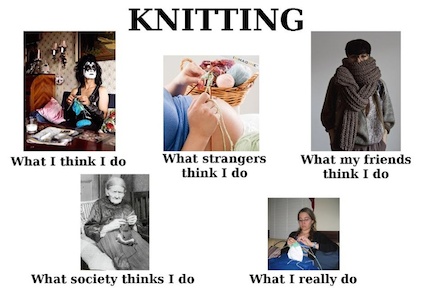 KNITTING
What I think I do
What strangers
think I do
What my friends
think I do
What society thinks I do
What I really do